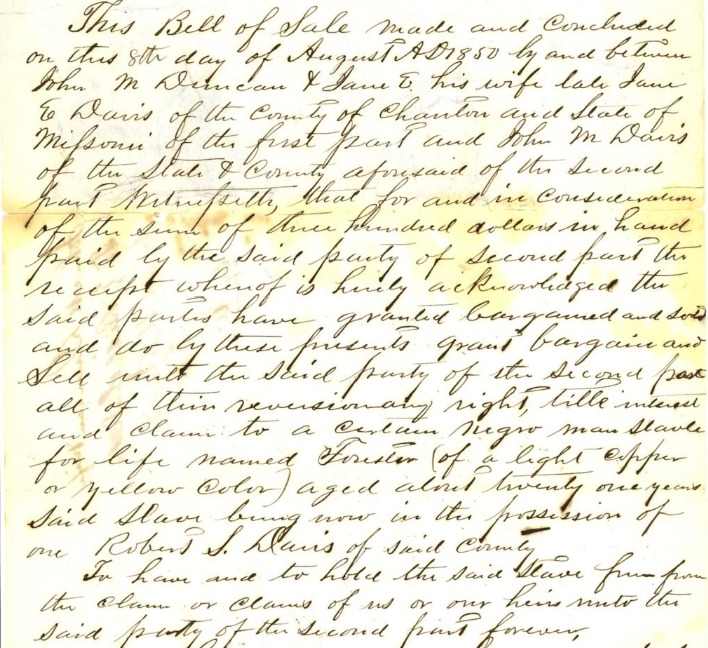 This Bell of Sale made and concluded
on this 8th day of August AD 1850 by and between
John M Duncan & Jane E. his wife late Jane
E Davis of the County of Chariton and State of
Missouri of the first part and John M Davis
of the State & County aforesaid of the second
part Witnesseth, that for and in consideration
of the sum of three hundred dollars in hand
paid by the said party of second part the
receipt whereof is hereby acknowledged the
said parties have granted bargained and sold
and do by these presents grant bargain and
Sell unto the said party of the second part
all of their reversionary right, title interest
and claim to a certain negro man slave
for life named Forester (of a light copper
or yellow color) aged about twenty one years
said slave being now in the possession of
one Robert S. Davis of said County
To have and to hold the said slave free from
the claim or claims of us or our heirs unto the
said party of the second part forever,